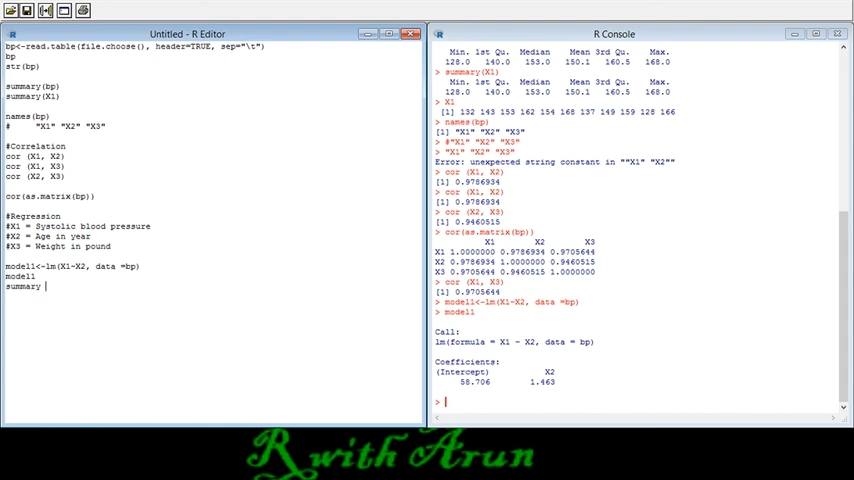 Untitled - R Editor
bp<-read.table(file.choose(), header=TRUE, sep="\t")
bp
str(bp)
summary(bp)
summary(X1)
names(bp)
# "X1" "X2" "X3"
#Correlation
cor (X1, X2)
cor (X1, X3)
cor (X2, X3)
cor(as.matrix(bp))
#Regression
#X1 = Systolic blood pressure
#X2 = Age in year
#X3 = Weight in pound
model1<-lm(X1~X2, data =bp)
model1
summary
R Console
Min. 1st Qu. Median Mean 3rd Qu. Max.
128.0 140.0 153.0 150.1 160.5 168.0
> summary(X1)
Min. 1st Qu. Median Mean 3rd Qu. Max.
128.0 140.0 153.0 150.1 160.5 168.0
> X1
[1] 132 143 153 162 154 168 137 149 159 128 166
> names(bp)
[1] "X1" "X2" "X3"
> #"X1" "X2" "X3"
> "X1" "X2" "X3"
Error: unexpected string constant in ""X1" "X2""
> cor (X1, X2)
[1] 0.9786934
> cor (X1, X2)
[1] 0.9786934
> cor (X2, X3)
[1] 0.9460515
> cor(as.matrix(bp))
X1 X2 X3
X1 1.0000000 0.9786934 0.9705644
X2 0.9786934 1.0000000 0.9460515
X3 0.9705644 0.9460515 1.0000000
> cor (X1, X3)
[1] 0.9705644
> model1<-lm(X1~X2, data =bp)
> model1
Call:
lm(formula = X1 ~ X2, data = bp)
Coefficients:
(Intercept) X2
58.706 1.463
>
R with Arun